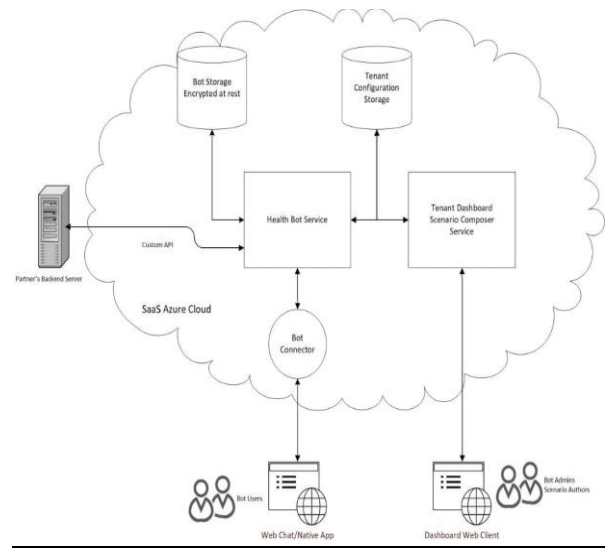 Bot Storage
Encrypted at rest
Tenant
Configuration
Storage
Health Bot Service
Tenant Dashboard
Scenario Composer
Service
Custom API
Partner's Backend Server
SaaS Azure Cloud
Bot
Connector
Bot Users
Bot Admins
Scenario Authors
Web Chat/Native App
Dashboard Web Client